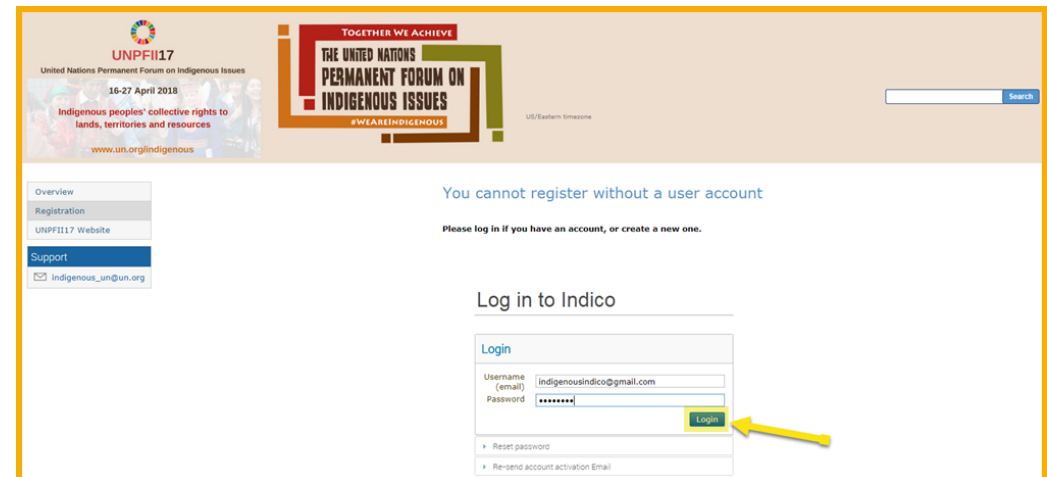 UNPFII17
United Nations Permanent Forum on Indigenous Issues
16-27 April 2018
Indigenous peoples' collective rights to
lands, territories and resources
www.un.org/indigenous
TOGETHER WE ACHIEVE
THE UNITED NATIONS
PERMANENT FORUM ON
INDIGENOUS ISSUES
#WEAREINDIGENOUS
US/Eastern timezone
Search
Overview
Registration
UNPFII17 Website
Support
indigenous_un@un.org
You cannot register without a user account
Please log in if you have an account, or create a new one.
Log in to Indico
Login
Username
(email)
indigenousindico@gmail.com
Password
••••••••
Login
Reset password
Re-send account activation Email